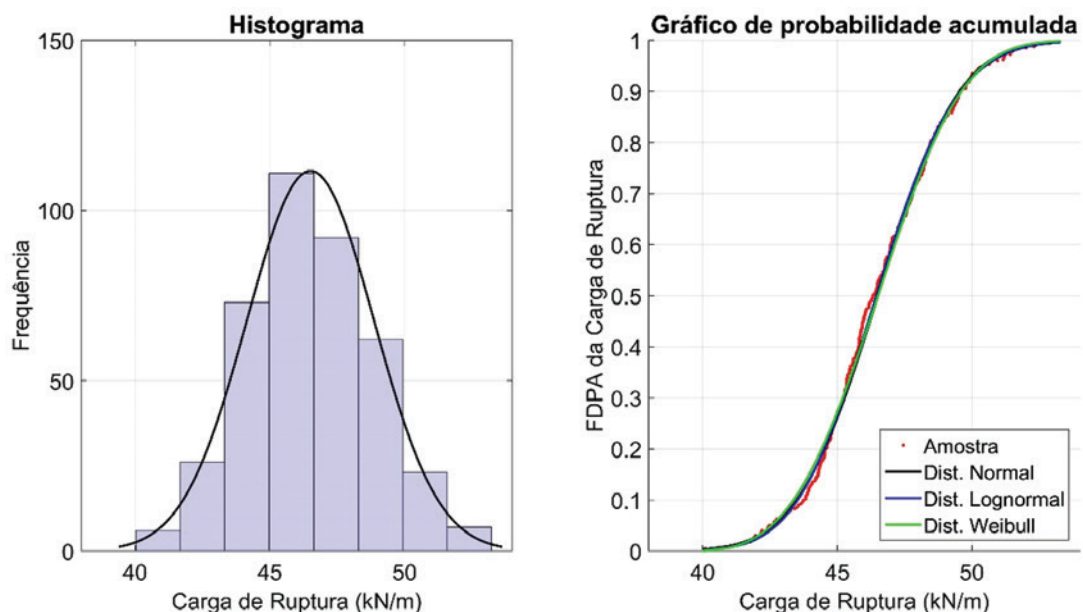 Histograma
150
100
50
0
Frequência
40
45
50
Carga de Ruptura (kN/m)
Gráfico de probabilidade acumulada
1
0.9
0.8
0.7
0.6
0.5
0.4
0.3
0.2
0.1
0
FDPA da Carga de Ruptura
40
45
50
Carga de Ruptura (kN/m)
Amostra
Dist. Normal
Dist. Lognormal
Dist. Weibull